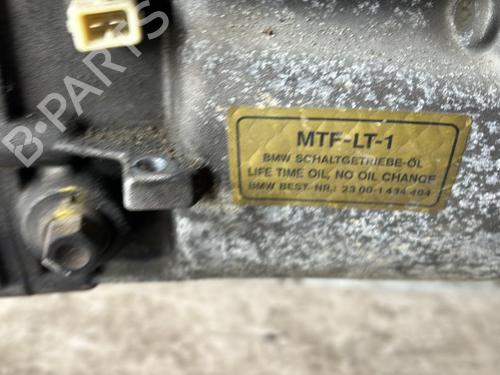 B-PARTS
MTF-LT-1
BMW SCHALTGETRIEBE-ÖL
LIFE TIME OIL, NO OIL CHANGE
BMW BEST.-NR.: 23 00-1 434 404